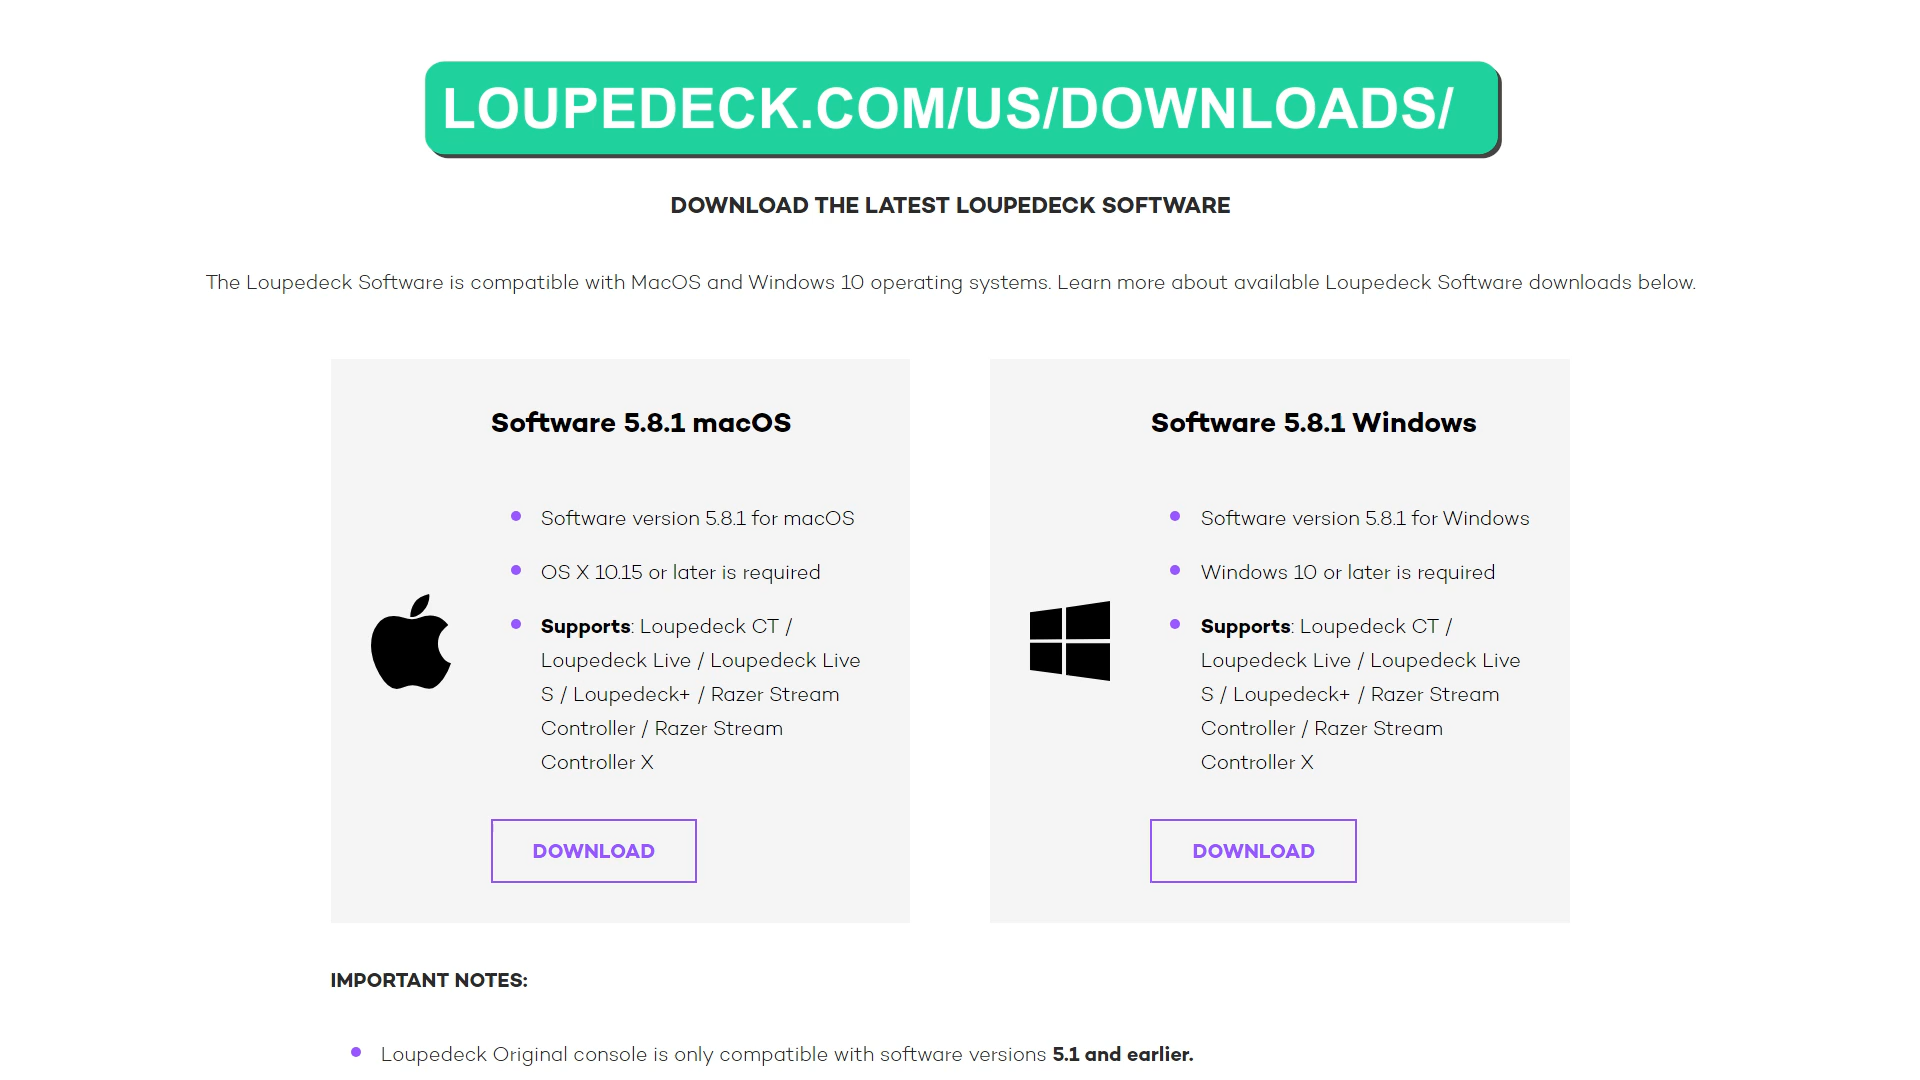 LOUPEDECK.COM/US/DOWNLOADS/
DOWNLOAD THE LATEST LOUPEDECK SOFTWARE
The Loupedeck Software is compatible with MacOS and Windows 10 operating systems. Learn more about available Loupedeck Software downloads below.
Software 5.8.1 macOS
Software version 5.8.1 for macOS
OS X 10.15 or later is required
Supports: Loupedeck CT /
Loupedeck Live / Loupedeck Live
S / Loupedeck+ / Razer Stream
Controller / Razer Stream
Controller X
DOWNLOAD
Software 5.8.1 Windows
Software version 5.8.1 for Windows
Windows 10 or later is required
Supports: Loupedeck CT /
Loupedeck Live / Loupedeck Live
S / Loupedeck+ / Razer Stream
Controller / Razer Stream
Controller X
DOWNLOAD
IMPORTANT NOTES:
Loupedeck Original console is only compatible with software versions 5.1 and earlier.